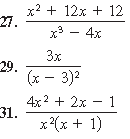 27. x² + 12x + 12
x³ − 4x
29. 3x
(x − 3)²
31. 4x² + 2x − 1
x²(x + 1)